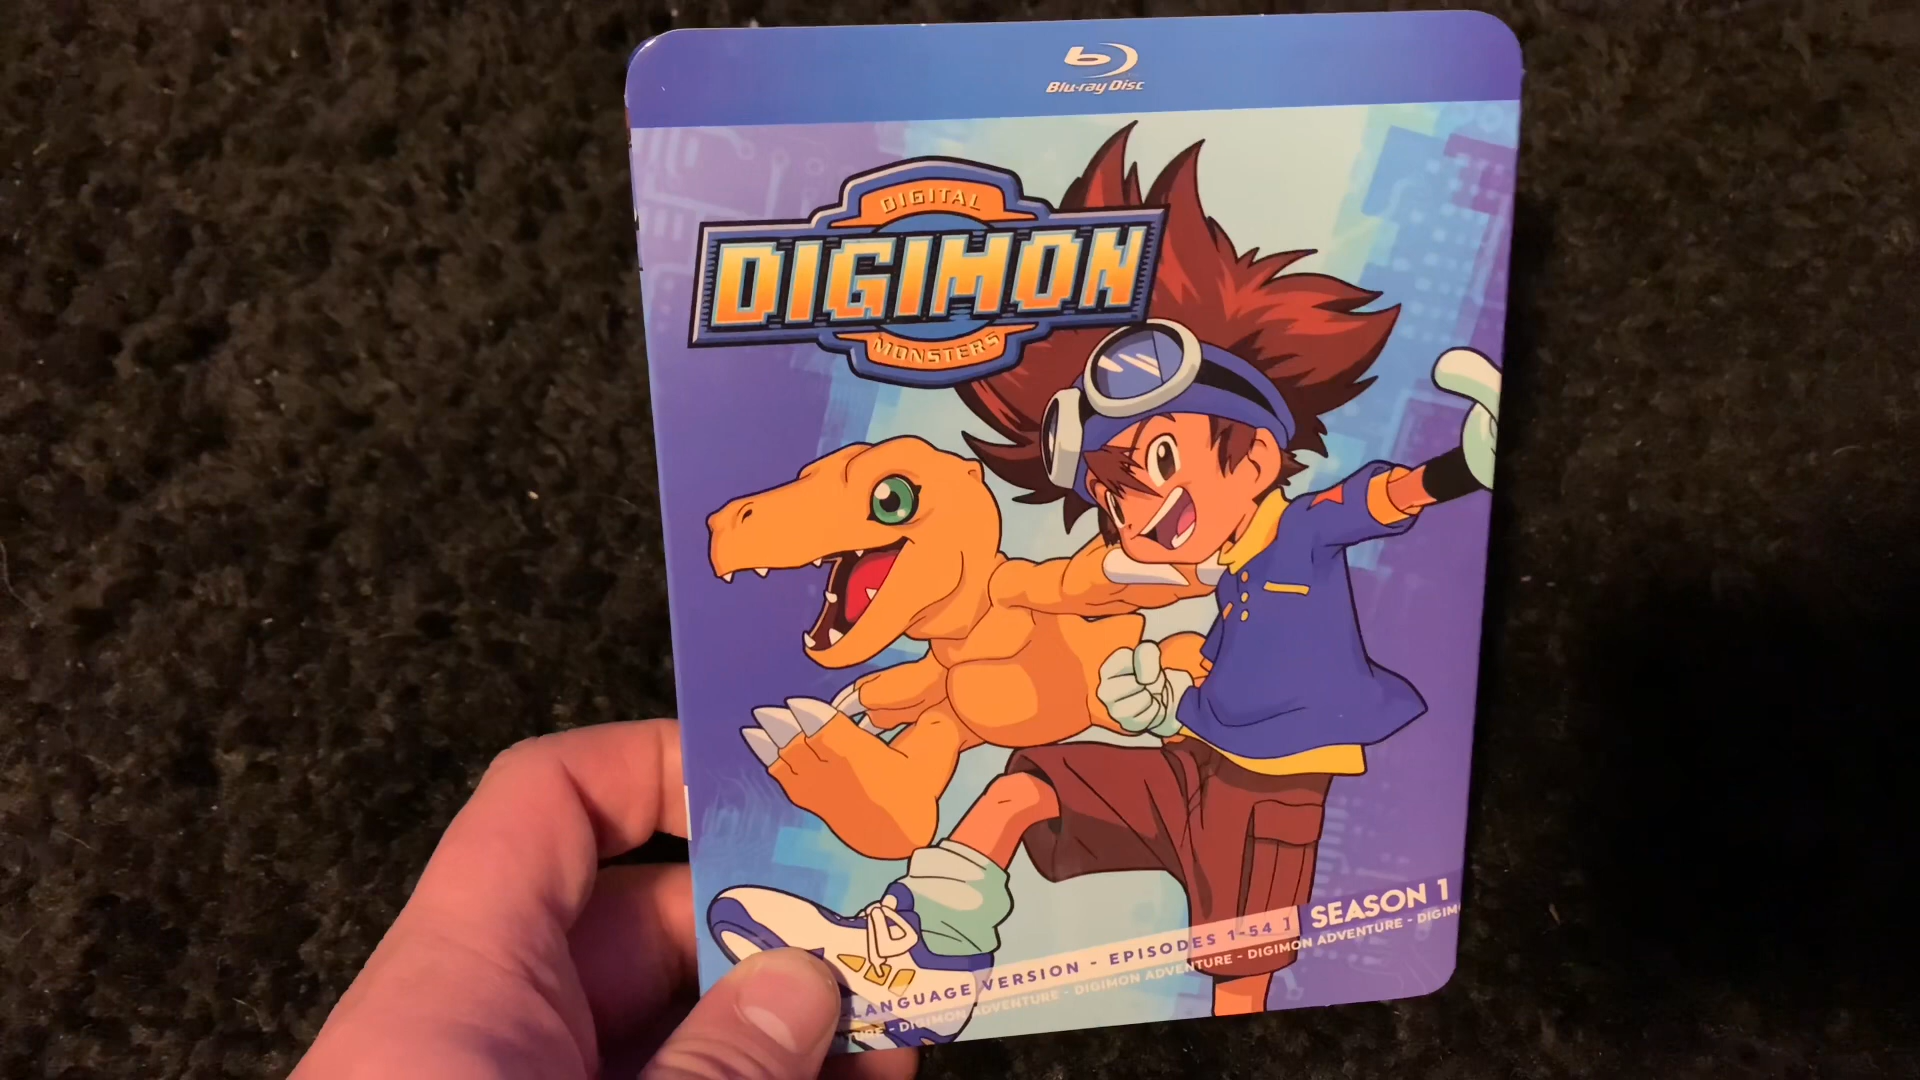 Blu-ray Disc
DIGITAL
DIGIMON
MONSTERS
SEASON 1
LANGUAGE VERSION - EPISODES 1-54 ]
- DIGIMON ADVENTURE - DIGIMON ADVENTURE - DIGIMON ADVENTURE -